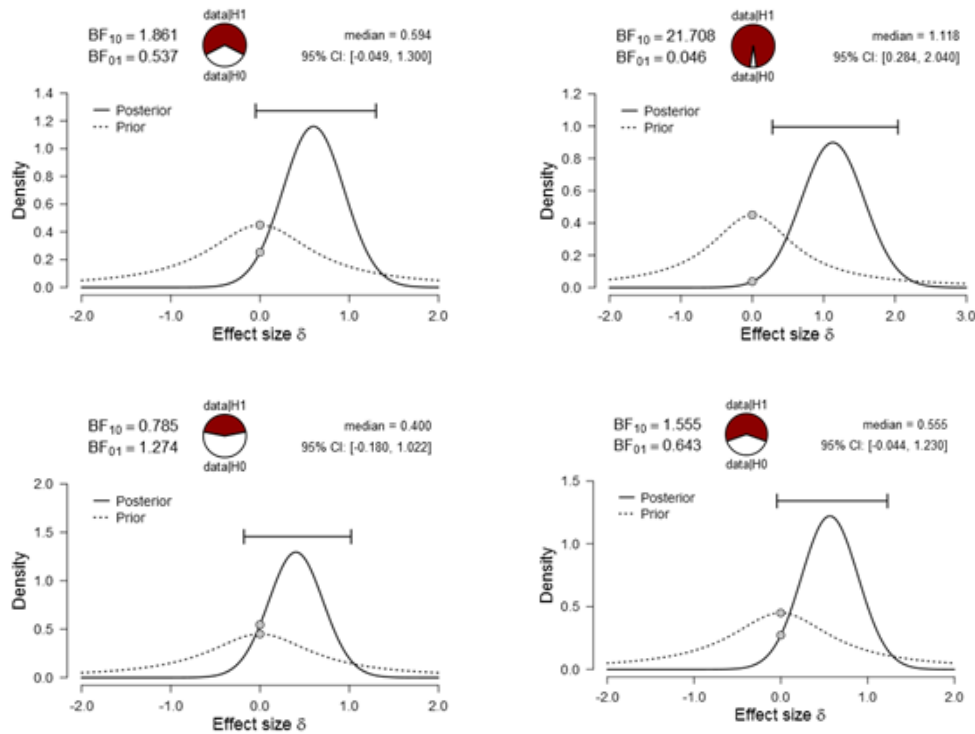 data|H1
BF10 = 1.861
BF01 = 0.537
median = 0.594
95% CI: [-0.049, 1.300]
data|H0
1.4
1.2
1.0
0.8
0.6
0.4
0.2
0.0
Density
Posterior
Prior
-2.0 -1.0 0.0 1.0 2.0
Effect size δ
data|H1
BF10 = 21.708
BF01 = 0.046
median = 1.118
95% CI: [0.284, 2.040]
data|H0
1.2
1.0
0.8
0.6
0.4
0.2
0.0
Density
Posterior
Prior
-2.0 -1.0 0.0 1.0 2.0 3.0
Effect size δ
data|H1
BF10 = 0.785
BF01 = 1.274
median = 0.400
95% CI: [-0.180, 1.022]
data|H0
2.0
1.5
1.0
0.5
0.0
Density
Posterior
Prior
-2.0 -1.0 0.0 1.0 2.0
Effect size δ
data|H1
BF10 = 1.555
BF01 = 0.643
median = 0.555
95% CI: [-0.044, 1.230]
data|H0
1.5
1.0
0.5
0.0
Density
Posterior
Prior
-2.0 -1.0 0.0 1.0 2.0
Effect size δ